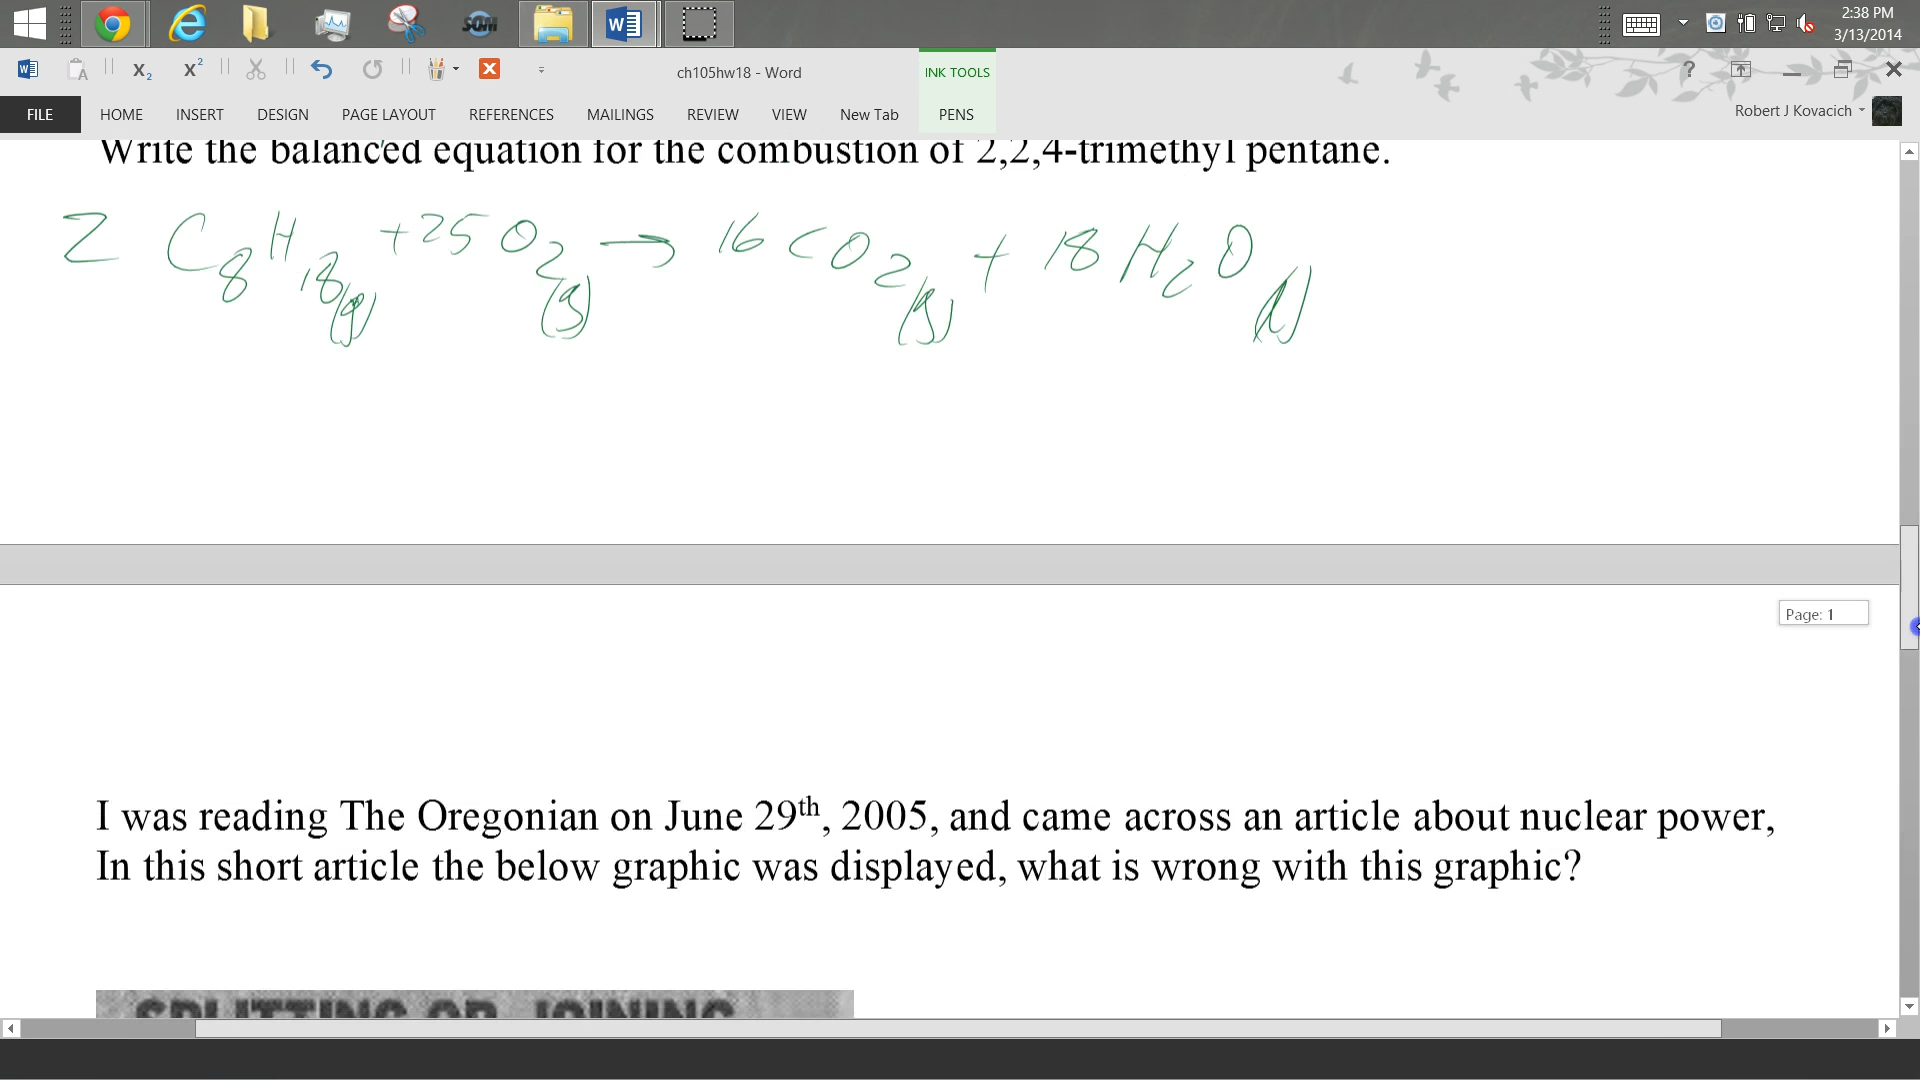 2:38 PM
3/13/2014
ch105hw18 - Word
INK TOOLS
FILE HOME INSERT DESIGN PAGE LAYOUT REFERENCES MAILINGS REVIEW VIEW New Tab PENS
Robert J Kovacich
Write the balanced equation for the combustion of 2,2,4-trimethyl pentane.
2 C₈H₁₈(g) + 25 O₂(g) → 16 CO₂(g) + 18 H₂O(l)
Page: 1
I was reading The Oregonian on June 29th, 2005, and came across an article about nuclear power,
In this short article the below graphic was displayed, what is wrong with this graphic?
SPLITTING OR JOINING